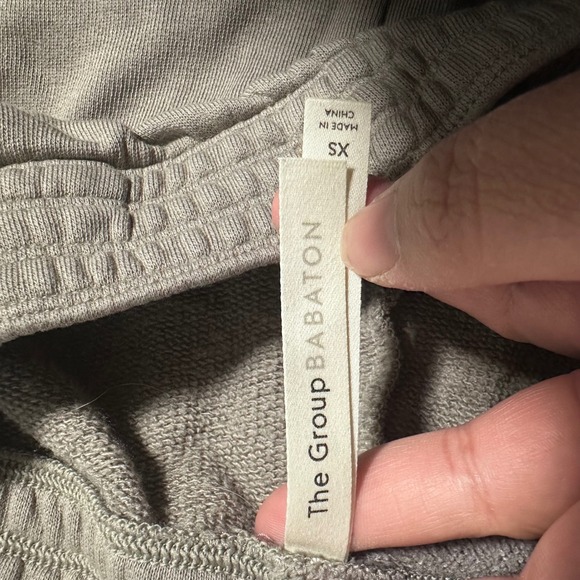 The Group BABATON
XS
MADE IN
CHINA